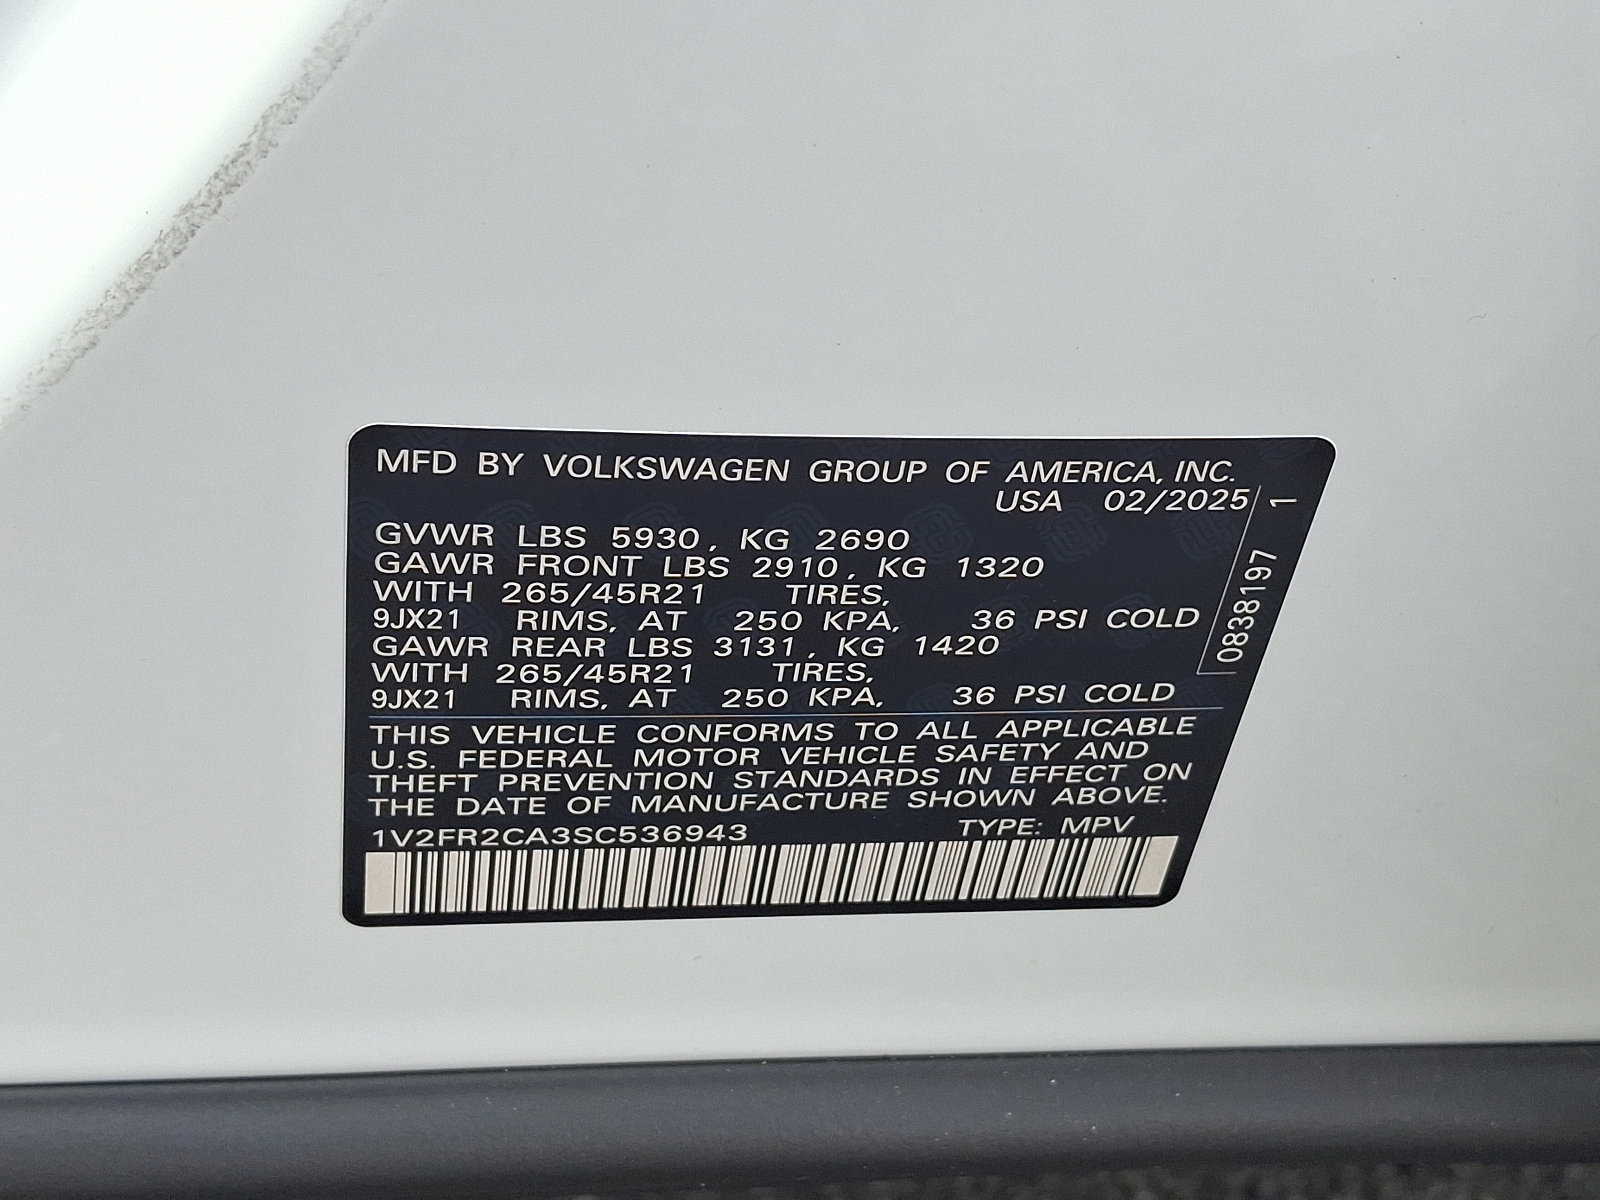 MFD BY VOLKSWAGEN GROUP OF AMERICA, INC.
USA 02/2025
GVWR LBS 5930, KG 2690
GAWR FRONT LBS 2910, KG 1320
WITH 265/45R21 TIRES,
9JX21 RIMS, AT 250 KPA, 36 PSI COLD
GAWR REAR LBS 3131, KG 1420
WITH 265/45R21 TIRES,
9JX21 RIMS, AT 250 KPA, 36 PSI COLD
THIS VEHICLE CONFORMS TO ALL APPLICABLE
U.S. FEDERAL MOTOR VEHICLE SAFETY AND
THEFT PREVENTION STANDARDS IN EFFECT ON
THE DATE OF MANUFACTURE SHOWN ABOVE.
1V2FR2CA3SC536943 TYPE: MPV
0838197 1